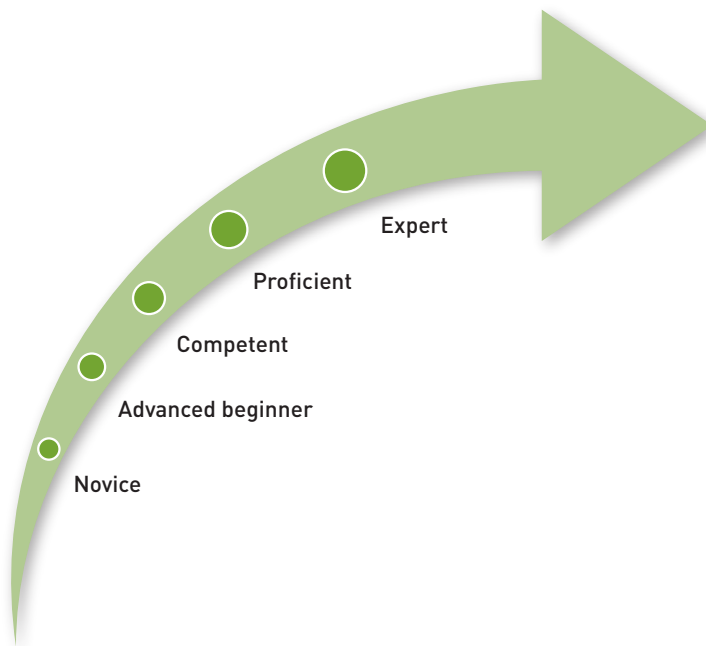 Expert
Proficient
Competent
Advanced beginner
Novice